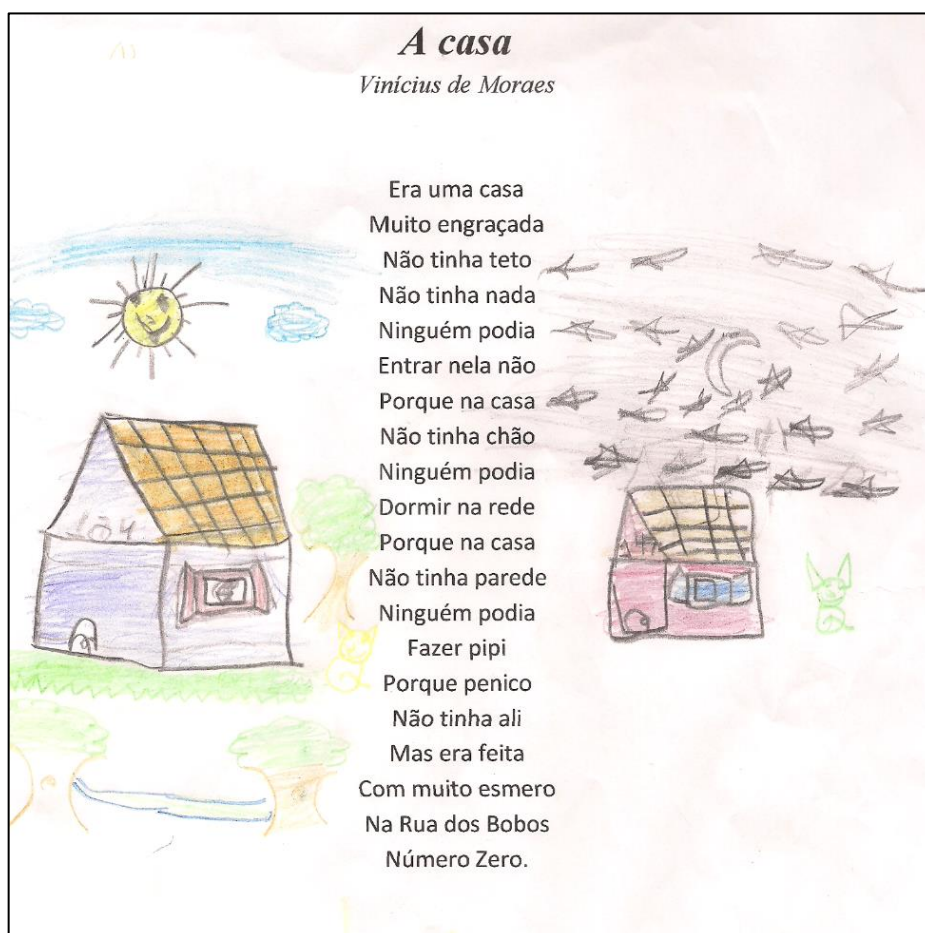 A casa
Vinícius de Moraes
Era uma casa
Muito engraçada
Não tinha teto
Não tinha nada
Ninguém podia
Entrar nela não
Porque na casa
Não tinha chão
Ninguém podia
Dormir na rede
Porque na casa
Não tinha parede
Ninguém podia
Fazer pipi
Porque penico
Não tinha ali
Mas era feita
Com muito esmero
Na Rua dos Bobos
Número Zero.